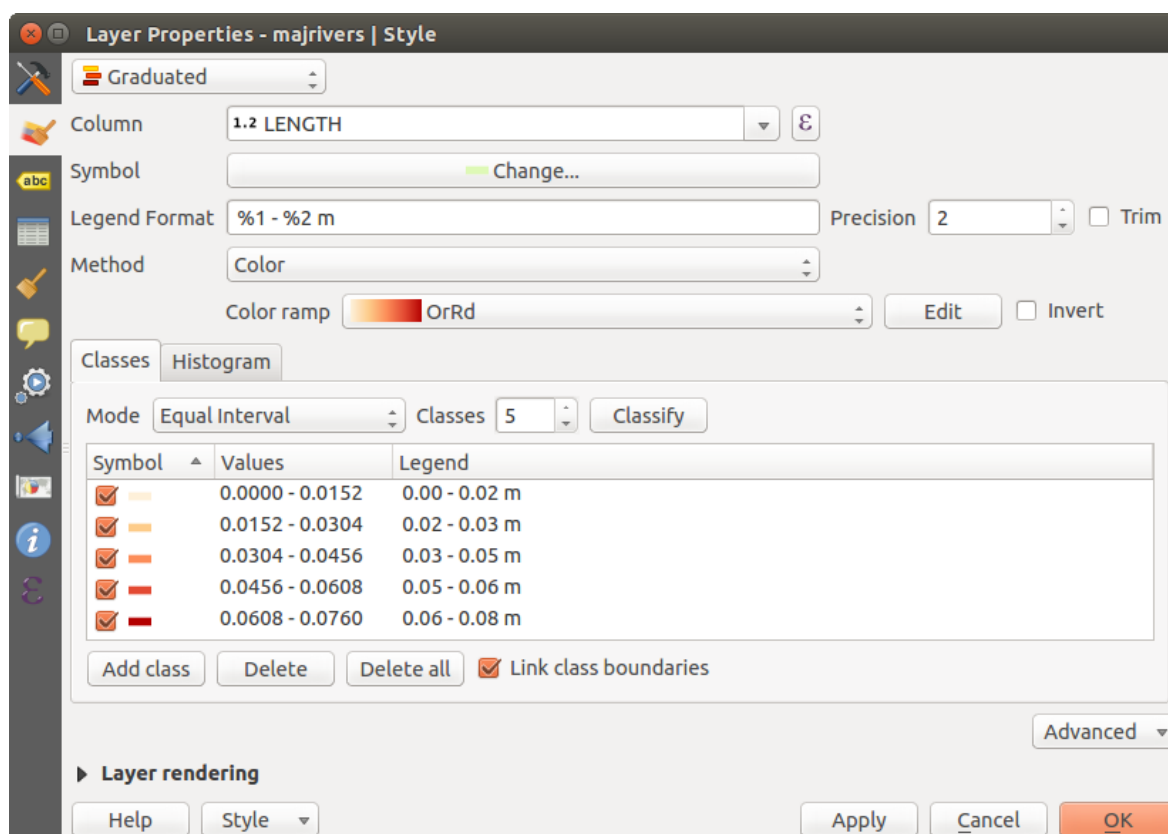 Layer Properties - majrivers | Style
Graduated
Column 1.2 LENGTH ε
abc
Symbol Change...
Legend Format %1 - %2 m Precision 2 Trim
Method Color
Color ramp OrRd Edit Invert
Classes Histogram
Mode Equal Interval Classes 5 Classify
Symbol Values Legend
0.0000 - 0.0152 0.00 - 0.02 m
0.0152 - 0.0304 0.02 - 0.03 m
0.0304 - 0.0456 0.03 - 0.05 m
0.0456 - 0.0608 0.05 - 0.06 m
0.0608 - 0.0760 0.06 - 0.08 m
Add class Delete Delete all Link class boundaries
Advanced
Layer rendering
Help Style Apply Cancel OK